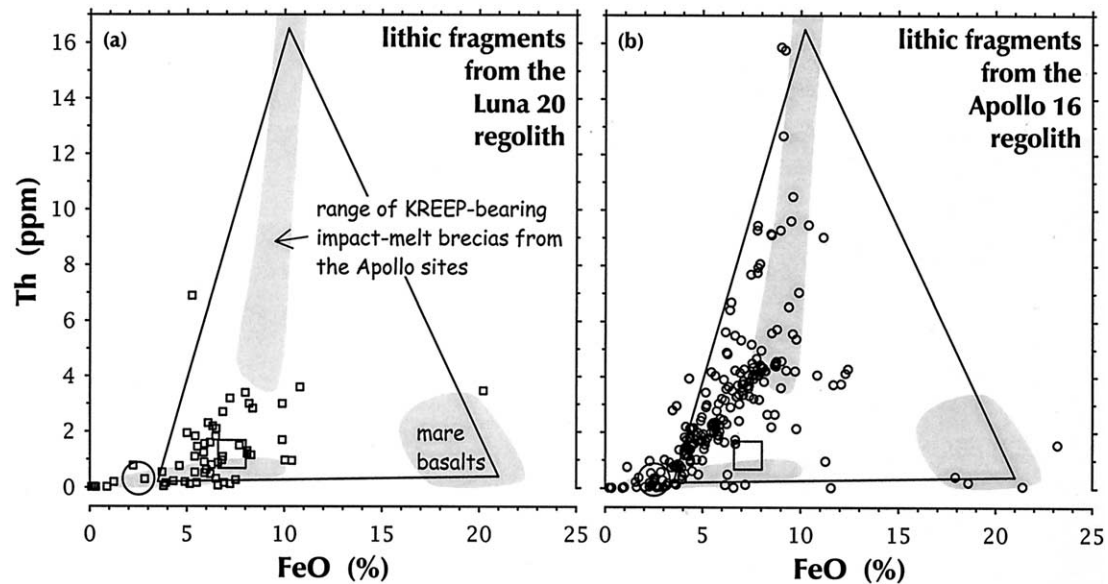 (a)
lithic fragments
from the
Luna 20
regolith
range of KREEP-bearing
impact-melt brecias from
the Apollo sites
mare
basalts
Th (ppm)
16
14
12
10
8
6
4
2
0
0 5 10 15 20 25
FeO (%)
(b)
lithic fragments
from the
Apollo 16
regolith
0 5 10 15 20 25
FeO (%)